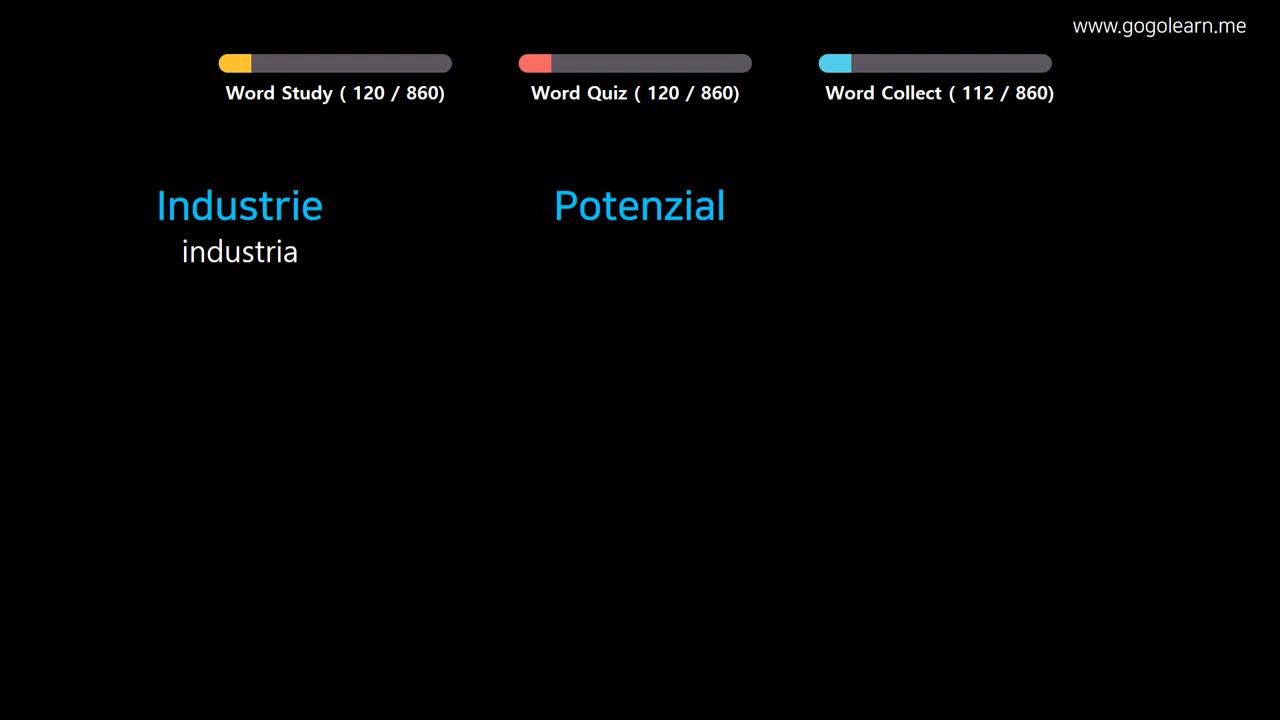 www.gogolearn.me
Word Study ( 120 / 860)
Word Quiz ( 120 / 860)
Word Collect ( 112 / 860)
Industrie
industria
Potenzial